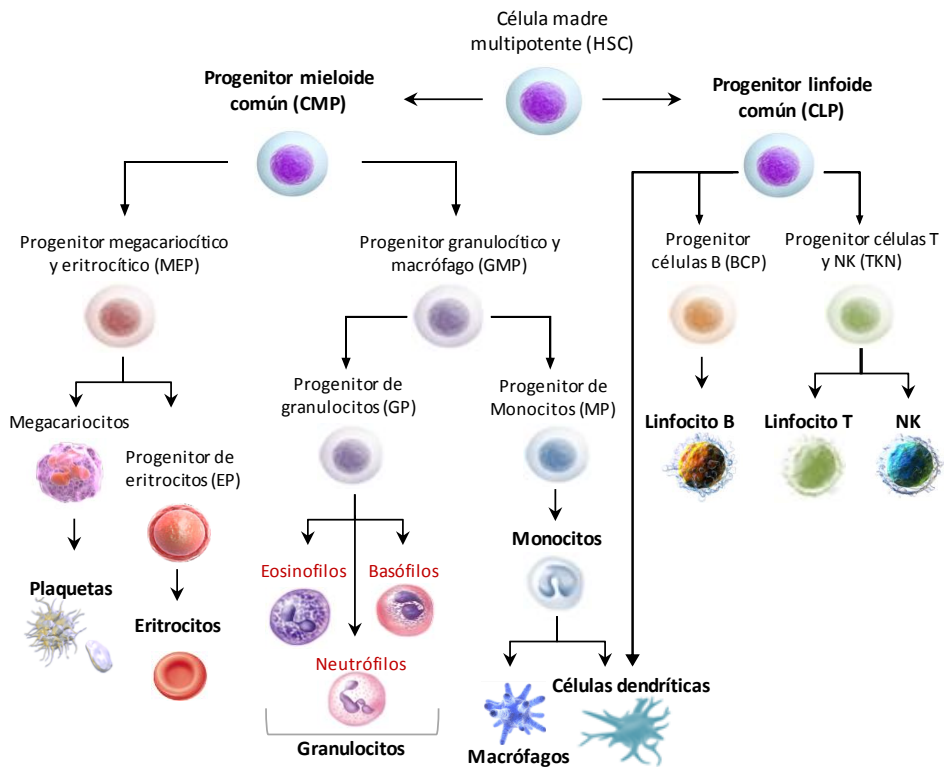 Célula madre
multipotente (HSC)
Progenitor mieloide
común (CMP)
Progenitor linfoide
común (CLP)
Progenitor megacariocítico
y eritrocítico (MEP)
Progenitor granulocítico y
macrófago (GMP)
Progenitor
células B (BCP)
Progenitor células T
y NK (TKN)
Megacariocitos
Progenitor de
eritrocitos (EP)
Progenitor de
granulocitos (GP)
Progenitor de
Monocitos (MP)
Linfocito B
Linfocito T
NK
Plaquetas
Eritrocitos
Eosinofilos
Basófilos
Neutrófilos
Granulocitos
Monocitos
Macrófagos
Células dendríticas